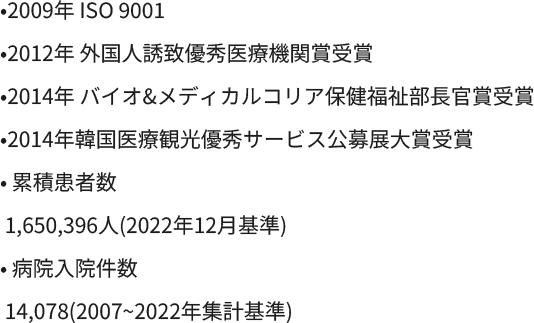 •2009年 ISO 9001
•2012年 外国人誘致優秀医療機関賞受賞
•2014年 バイオ&メディカルコリア保健福祉部長官賞受賞
•2014年韓国医療観光優秀サービス公募展大賞受賞
• 累積患者数
1,650,396人(2022年12月基準)
• 病院入院件数
14,078(2007~2022年集計基準)